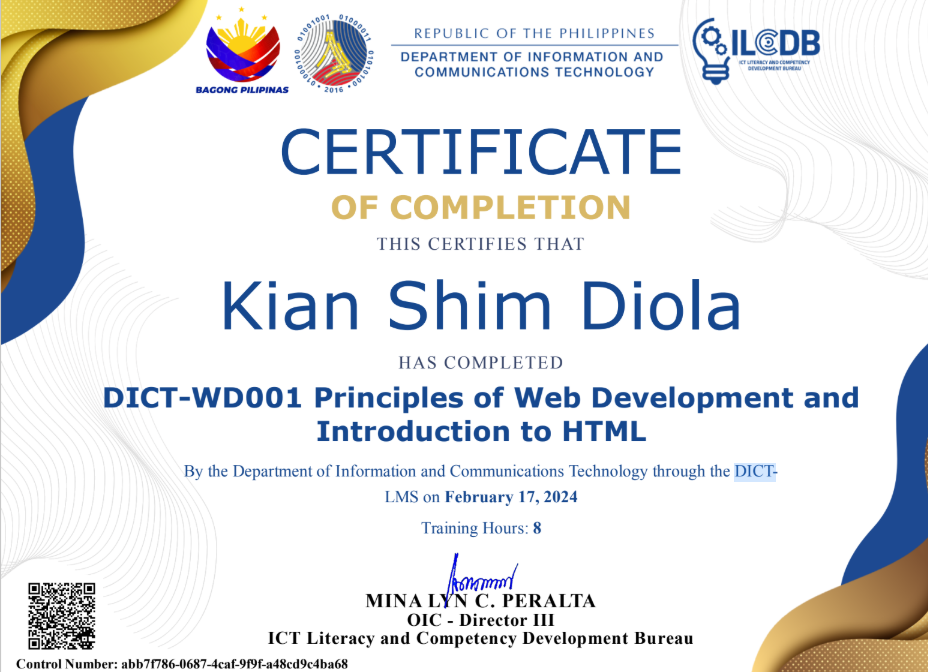 BAGONG PILIPINAS
01001001 01000011
01010100
01000100
2016
REPUBLIC OF THE PHILIPPINES
DEPARTMENT OF INFORMATION AND
COMMUNICATIONS TECHNOLOGY
ILCDB
ICT LITERACY AND COMPETENCY
DEVELOPMENT BUREAU
CERTIFICATE
OF COMPLETION
THIS CERTIFIES THAT
Kian Shim Diola
HAS COMPLETED
DICT-WD001 Principles of Web Development and
Introduction to HTML
By the Department of Information and Communications Technology through the DICT-
LMS on February 17, 2024
Training Hours: 8
MINA LYN C. PERALTA
OIC - Director III
ICT Literacy and Competency Development Bureau
Control Number: abb7f786-0687-4caf-9f9f-a48cd9c4ba68